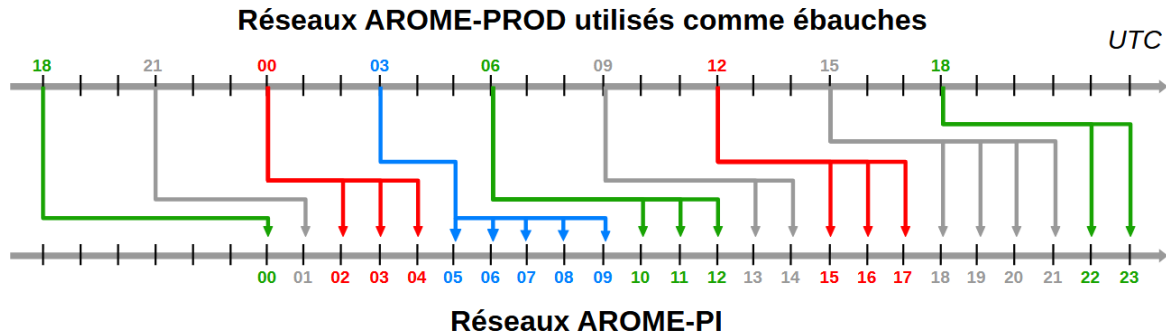 Réseaux AROME-PROD utilisés comme ébauches
UTC
18 21 00 03 06 09 12 15 18
00 01 02 03 04 05 06 07 08 09 10 11 12 13 14 15 16 17 18 19 20 21 22 23
Réseaux AROME-PI